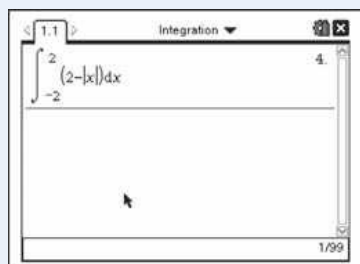 1.1 Integration
∫ 2 -2 (2-|x|)dx 4.
1/99